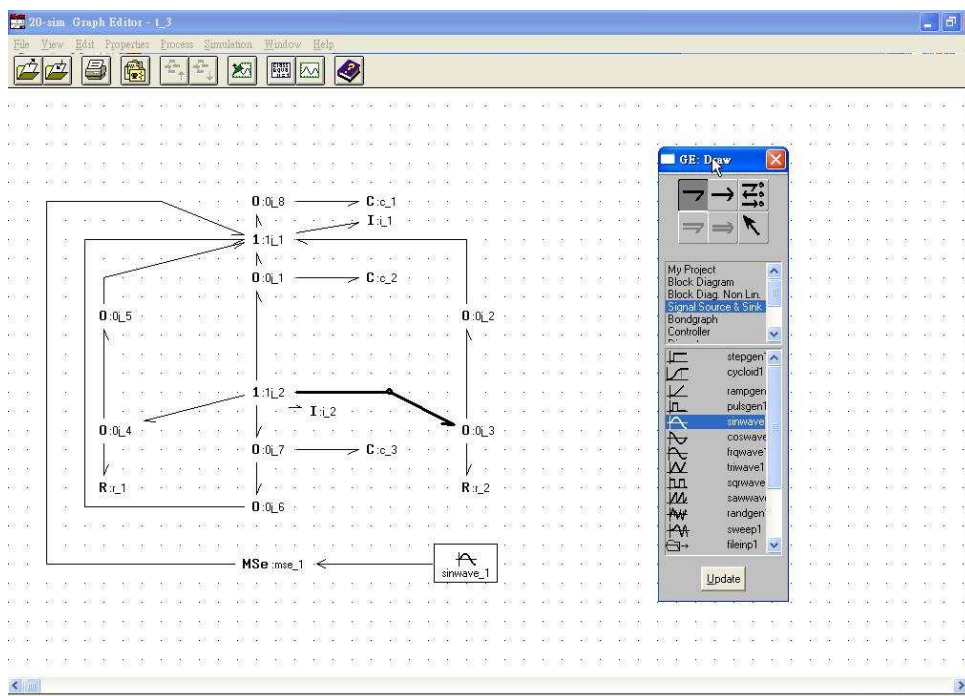 20-sim Graph Editor - t_3
File View Edit Properties Process Simulation Window Help
GE: Draw
0:0j_8 C:c_1
I:i_1
1:1j_1
0:0j_1 C:c_2
0:0j_5 0:0j_2
1:1j_2
I:i_2
0:0j_4 0:0j_3
0:0j_7 C:c_3
R:r_1 R:r_2
0:0j_6
MSe:mse_1
sinwave_1
My Project
Block Diagram
Block Diag. Non Lin.
Signal Source & Sink
Bondgraph
Controller
stepgen1
cycloid1
rampgen1
pulsgen1
sinwave
coswave
frqwave
triwave1
sqrwave
sawwave
randgen
sweep1
fileinp1
Update